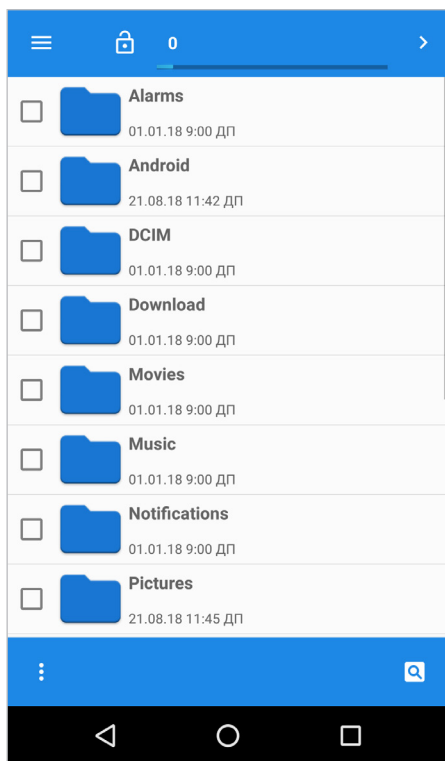 0
Alarms
01.01.18 9:00 ДП
Android
21.08.18 11:42 ДП
DCIM
01.01.18 9:00 ДП
Download
01.01.18 9:00 ДП
Movies
01.01.18 9:00 ДП
Music
01.01.18 9:00 ДП
Notifications
01.01.18 9:00 ДП
Pictures
21.08.18 11:45 ДП